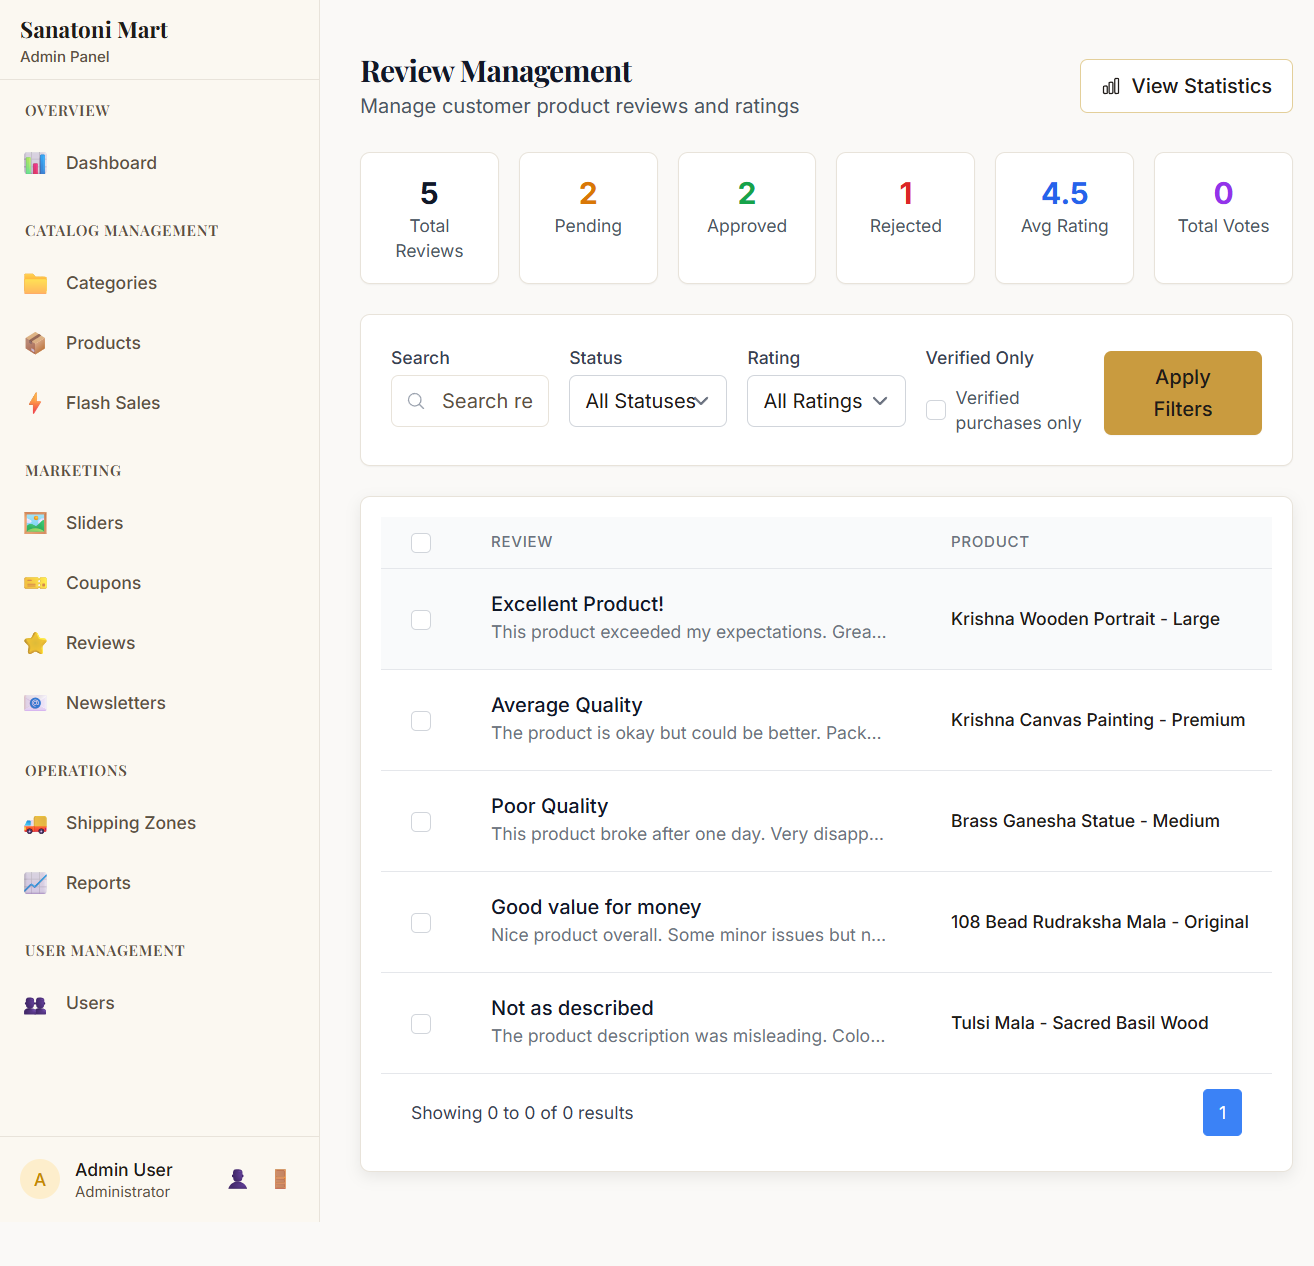 Sanatoni Mart
Admin Panel
OVERVIEW
Dashboard
CATALOG MANAGEMENT
Categories
Products
Flash Sales
MARKETING
Sliders
Coupons
Reviews
Newsletters
OPERATIONS
Shipping Zones
Reports
USER MANAGEMENT
Users
A
Admin User
Administrator
Review Management
Manage customer product reviews and ratings
View Statistics
5
Total
Reviews
2
Pending
2
Approved
1
Rejected
4.5
Avg Rating
0
Total Votes
Search
Search re
Status
All Statuses
Rating
All Ratings
Verified Only
Verified
purchases only
Apply
Filters
REVIEW PRODUCT
Excellent Product!
This product exceeded my expectations. Grea...
Krishna Wooden Portrait - Large
Average Quality
The product is okay but could be better. Pack...
Krishna Canvas Painting - Premium
Poor Quality
This product broke after one day. Very disapp...
Brass Ganesha Statue - Medium
Good value for money
Nice product overall. Some minor issues but n...
108 Bead Rudraksha Mala - Original
Not as described
The product description was misleading. Colo...
Tulsi Mala - Sacred Basil Wood
Showing 0 to 0 of 0 results
1